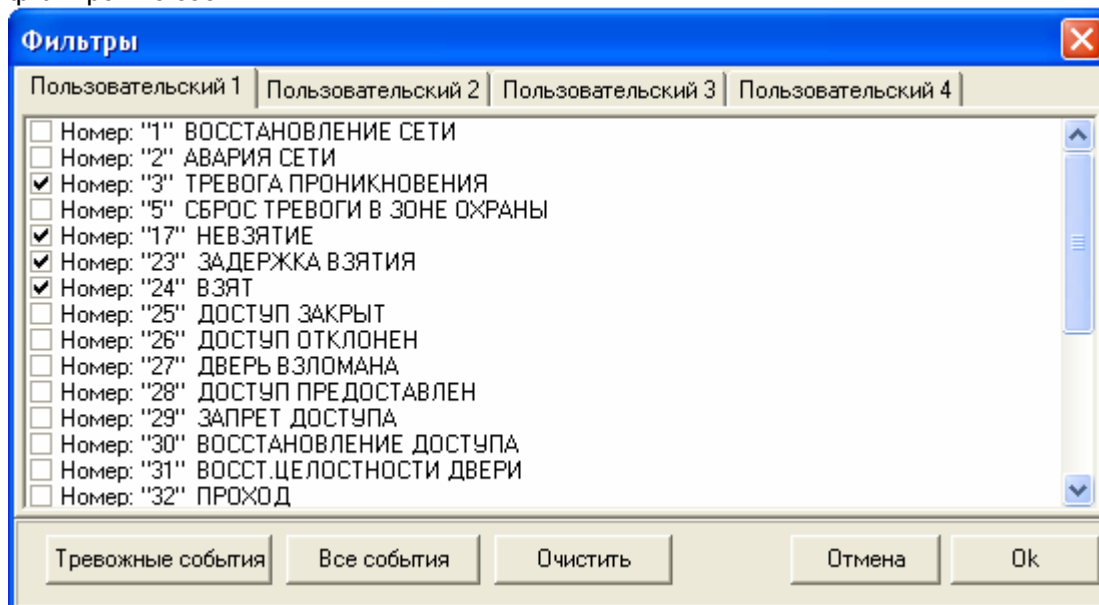 Фильтры
Пользовательский 1 Пользовательский 2 Пользовательский 3 Пользовательский 4
Номер: "1" ВОССТАНОВЛЕНИЕ СЕТИ
Номер: "2" АВАРИЯ СЕТИ
Номер: "3" ТРЕВОГА ПРОНИКНОВЕНИЯ
Номер: "5" СБРОС ТРЕВОГИ В ЗОНЕ ОХРАНЫ
Номер: "17" НЕВЗЯТИЕ
Номер: "23" ЗАДЕРЖКА ВЗЯТИЯ
Номер: "24" ВЗЯТ
Номер: "25" ДОСТУП ЗАКРЫТ
Номер: "26" ДОСТУП ОТКЛОНЕН
Номер: "27" ДВЕРЬ ВЗЛОМАНА
Номер: "28" ДОСТУП ПРЕДОСТАВЛЕН
Номер: "29" ЗАПРЕТ ДОСТУПА
Номер: "30" ВОССТАНОВЛЕНИЕ ДОСТУПА
Номер: "31" ВОССТ.ЦЕЛОСТНОСТИ ДВЕРИ
Номер: "32" ПРОХОД
Тревожные события Все события Очистить Отмена Ok